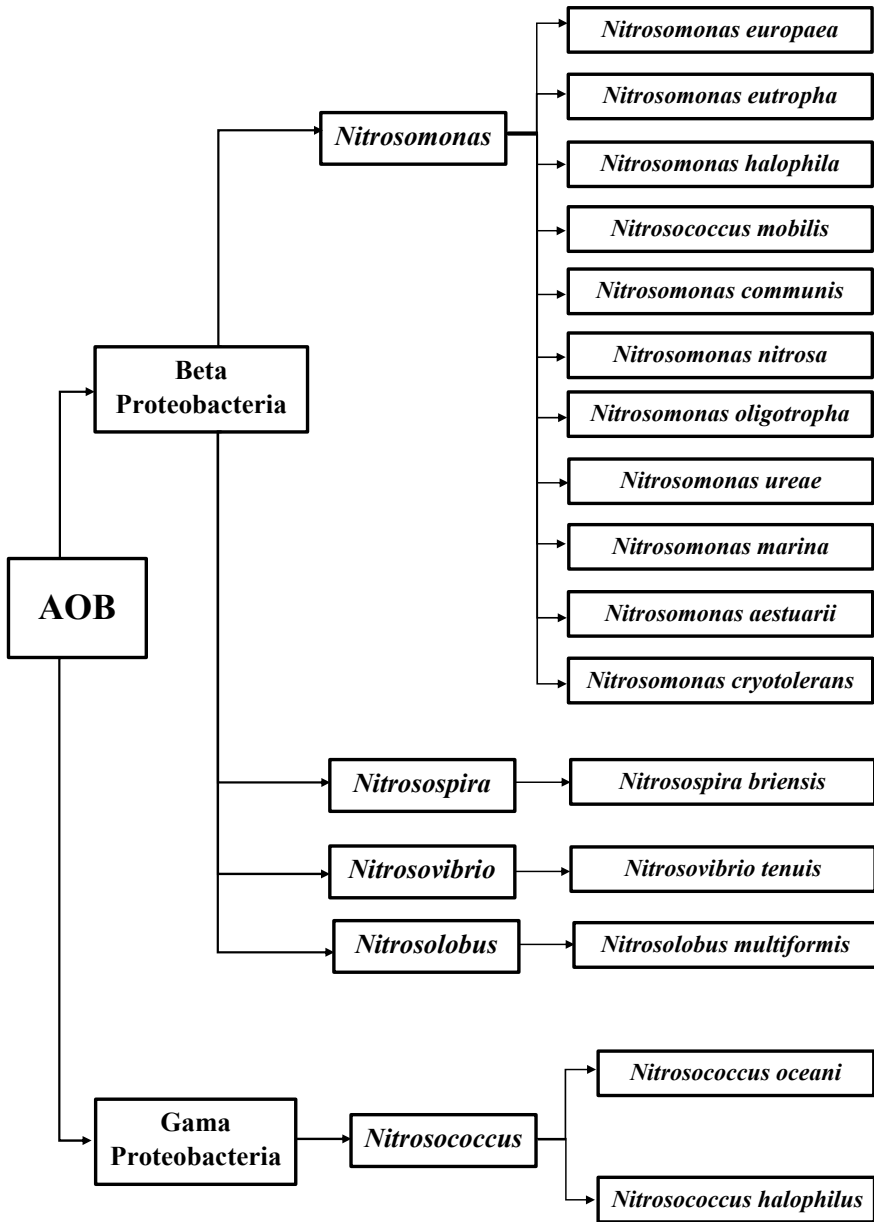 Nitrosomonas europaea
Nitrosomonas eutropha
Nitrosomonas
Nitrosomonas halophila
Nitrosococcus mobilis
Nitrosomonas communis
Beta
Proteobacteria
Nitrosomonas nitrosa
Nitrosomonas oligotropha
Nitrosomonas ureae
Nitrosomonas marina
AOB
Nitrosomonas aestuarii
Nitrosomonas cryotolerans
Nitrosospira
Nitrosospira briensis
Nitrosovibrio
Nitrosovibrio tenuis
Nitrosolobus
Nitrosolobus multiformis
Nitrosococcus oceani
Gama
Proteobacteria
Nitrosococcus
Nitrosococcus halophilus